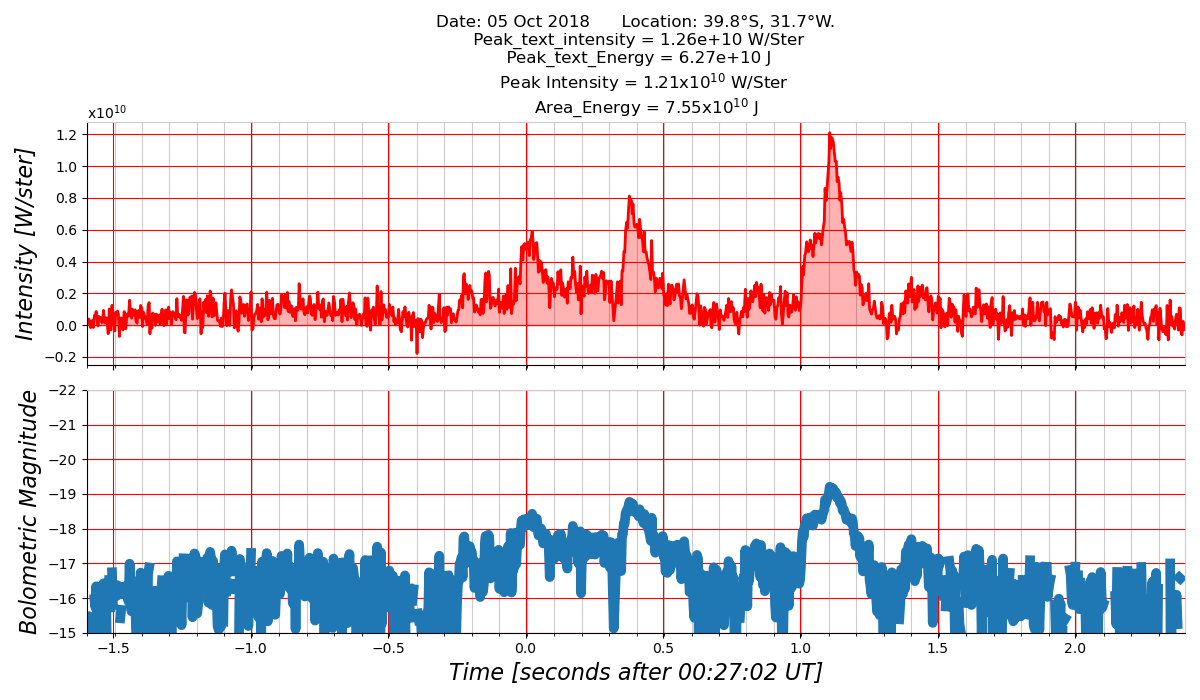 Date: 05 Oct 2018 Location: 39.8°S, 31.7°W.
Peak_text_intensity = 1.26e+10 W/Ster
Peak_text_Energy = 6.27e+10 J
Peak Intensity = 1.21x10¹⁰ W/Ster
Area_Energy = 7.55x10¹⁰ J
x10¹⁰
1.2
1.0
0.8
0.6
0.4
0.2
0.0
−0.2
Intensity [W/ster]
−22
−21
−20
−19
−18
−17
−16
−15
Bolometric Magnitude
−1.5 −1.0 −0.5 0.0 0.5 1.0 1.5 2.0
Time [seconds after 00:27:02 UT]